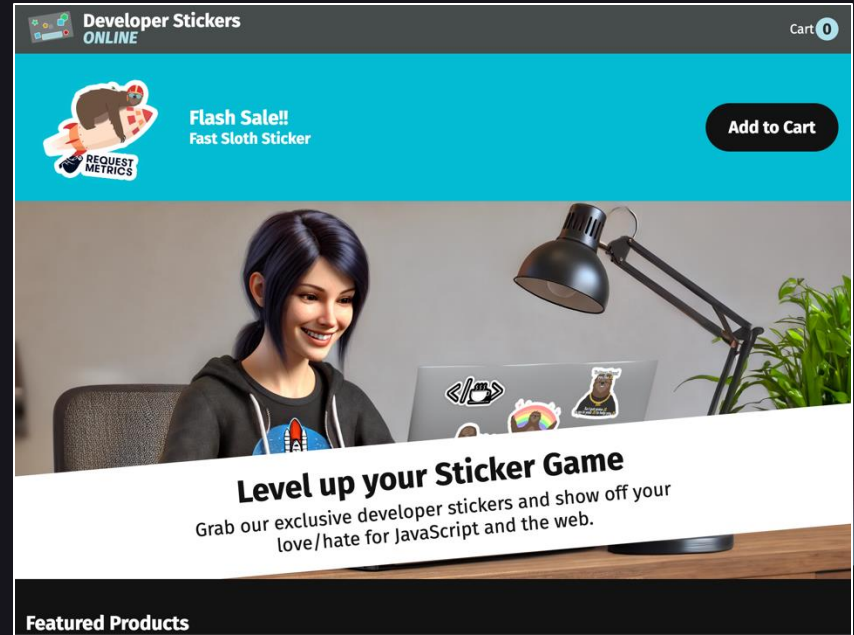 Developer Stickers
ONLINE
Cart 0
Flash Sale!!
Fast Sloth Sticker
Add to Cart
REQUEST
METRICS
</>
Level up your Sticker Game
Grab our exclusive developer stickers and show off your
love/hate for JavaScript and the web.
Featured Products